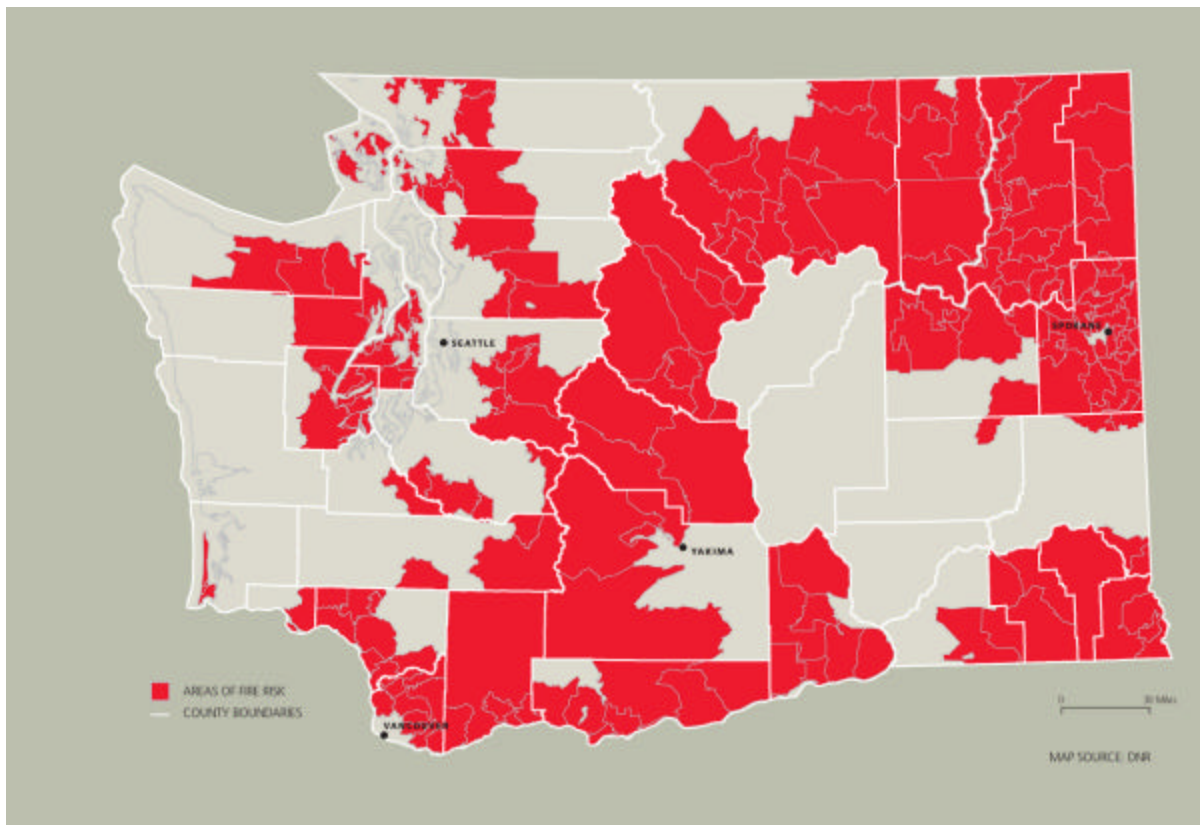 SEATTLE
SPOKANE
YAKIMA
VANCOUVER
AREAS OF FIRE RISK
COUNTY BOUNDARIES
0 30 Miles
MAP SOURCE: DNR